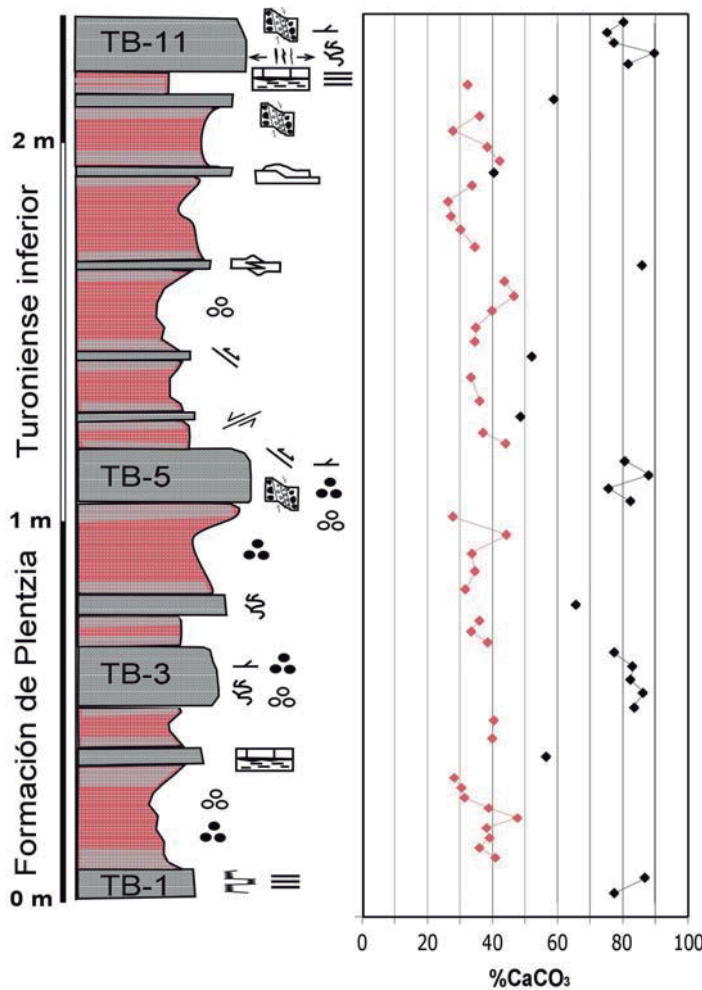 TB-11
2 m
Turoniense inferior
TB-5
1 m
TB-3
Formación de Plentzia
TB-1
0 m
0 20 40 60 80 100
%CaCO₃